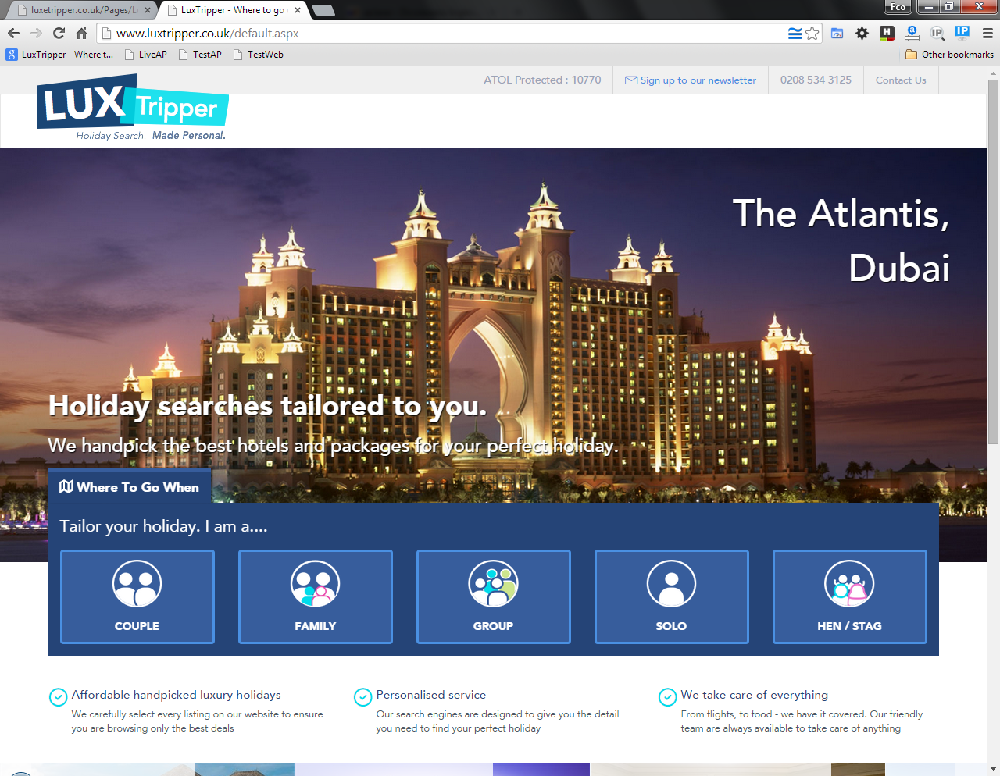 luxetripper.co.uk/Pages/L
LuxTripper - Where to go
Fco
www.luxtripper.co.uk/default.aspx
H
a
IP
IP
8
LuxTripper - Where t...
LiveAP
TestAP
TestWeb
Other bookmarks
ATOL Protected : 10770
Sign up to our newsletter
0208 534 3125
Contact Us
LUX Tripper
Holiday Search. Made Personal.
The Atlantis,
Dubai
Holiday searches tailored to you.
We handpick the best hotels and packages for your perfect holiday.
Where To Go When
Tailor your holiday. I am a....
COUPLE
FAMILY
GROUP
SOLO
HEN / STAG
Affordable handpicked luxury holidays
We carefully select every listing on our website to ensure
you are browsing only the best deals
Personalised service
Our search engines are designed to give you the detail
you need to find your perfect holiday
We take care of everything
From flights, to food - we have it covered. Our friendly
team are always available to take care of anything